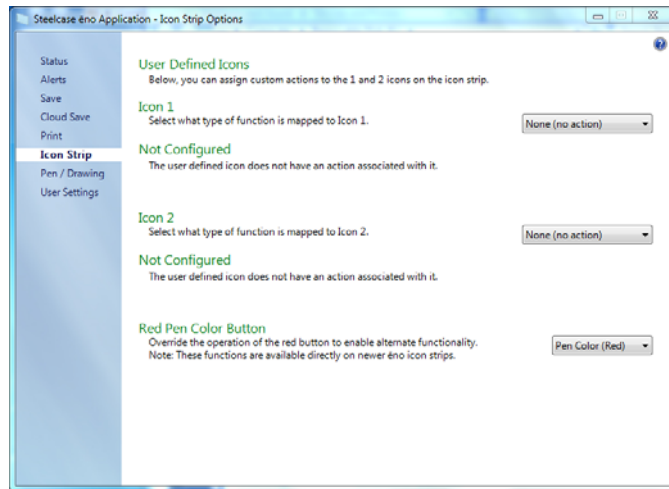 Steelcase ēno Application - Icon Strip Options
Status
Alerts
Save
Cloud Save
Print
Icon Strip
Pen / Drawing
User Settings
User Defined Icons
Below, you can assign custom actions to the 1 and 2 icons on the icon strip.
Icon 1
Select what type of function is mapped to Icon 1.
None (no action)
Not Configured
The user defined icon does not have an action associated with it.
Icon 2
Select what type of function is mapped to Icon 2.
None (no action)
Not Configured
The user defined icon does not have an action associated with it.
Red Pen Color Button
Override the operation of the red button to enable alternate functionality.
Note: These functions are available directly on newer ēno icon strips.
Pen Color (Red)